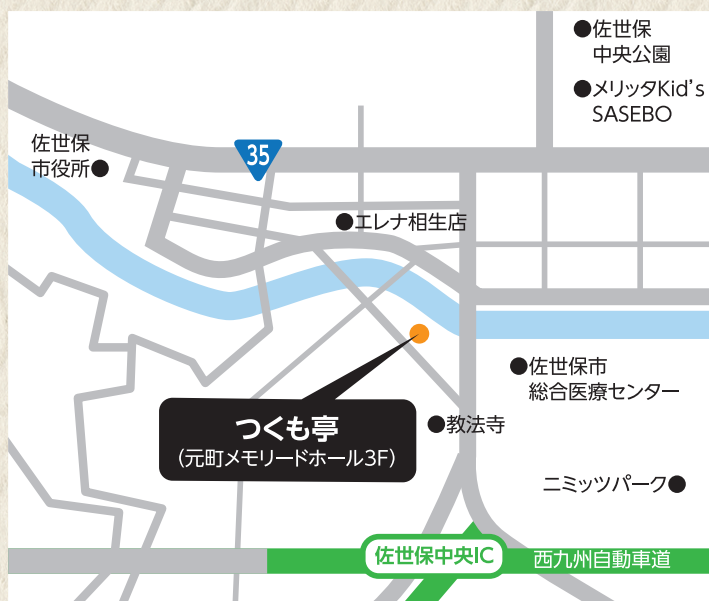 佐世保
中央公園
メリッタKid's
SASEBO
佐世保
市役所
35
エレナ相生店
佐世保市
総合医療センター
つくも亭
(元町メモリードホール3F)
教法寺
ニミッツパーク
佐世保中央IC
西九州自動車道